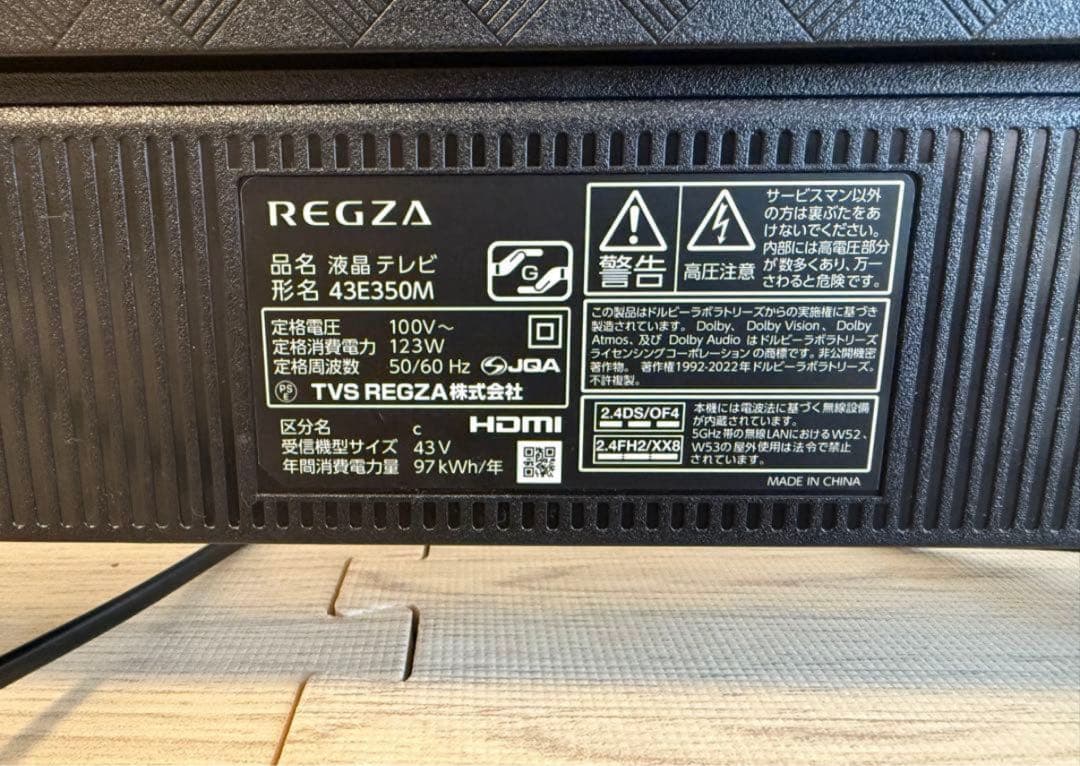 REGZA
品名 液晶テレビ
形名 43E350M
G
定格電圧 100V～
定格消費電力 123W
定格周波数 50/60 Hz JQA
PS
E
TVS REGZA株式会社
区分名 c HDMI
受信機型サイズ 43V
年間消費電力量 97kWh/年
警告
高圧注意
サービスマン以外
の方は裏ぶたをあ
けないでください。
内部には高電圧部分
が数多くあり、万一
さわると危険です。
この製品はドルビーラボラトリーズからの実施権に基づき
製造されています。Dolby、Dolby Vision、Dolby
Atmos、及び Dolby Audio はドルビーラボラトリーズ
ライセンシングコーポレーションの商標です。非公開機密
著作物。著作権1992-2022年ドルビーラボラトリーズ。
不許複製。
2.4DS/OF4
2.4FH2/XX8
本機には電波法に基づく無線設備
が内蔵されています。
5GHz帯の無線LANにおけるW52、
W53の屋外使用は法令で禁止
されています。
MADE IN CHINA